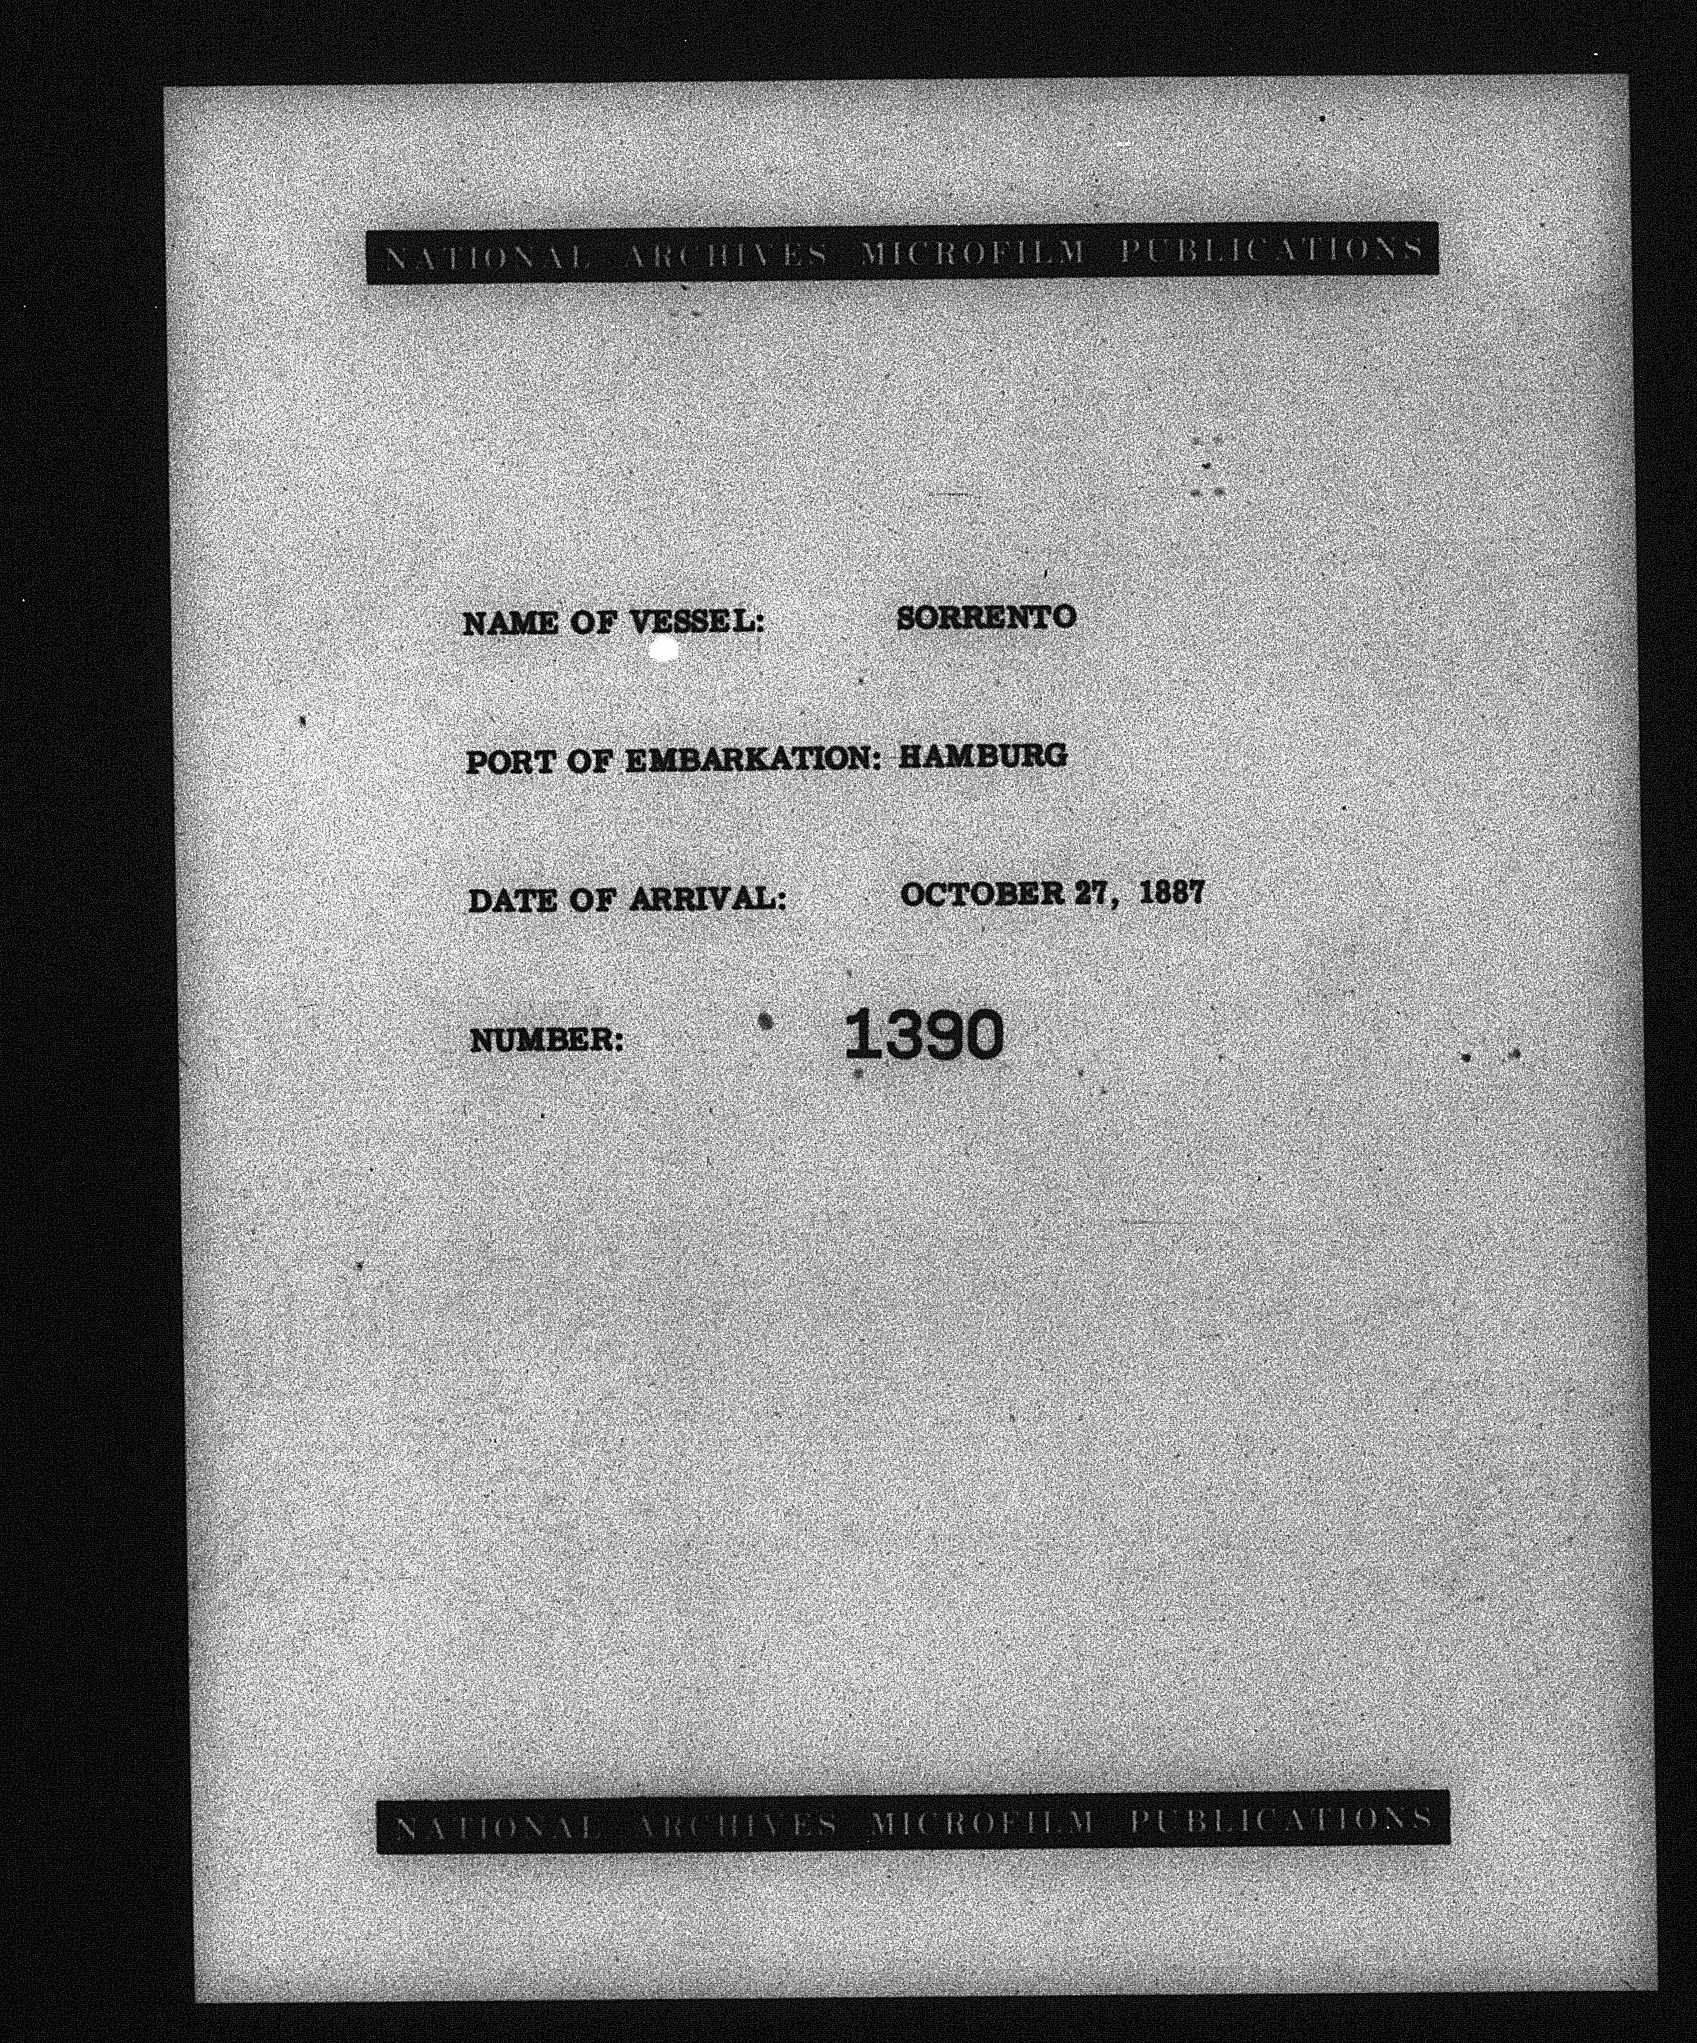 NATIONAL ARCHIVES MICROFILM PUBLICATIONS
NAME OF VESSEL: SORRENTO
PORT OF EMBARKATION: HAMBURG
DATE OF ARRIVAL: OCTOBER 27, 1887
NUMBER: 1390
NATIONAL ARCHIVES MICROFILM PUBLICATIONS